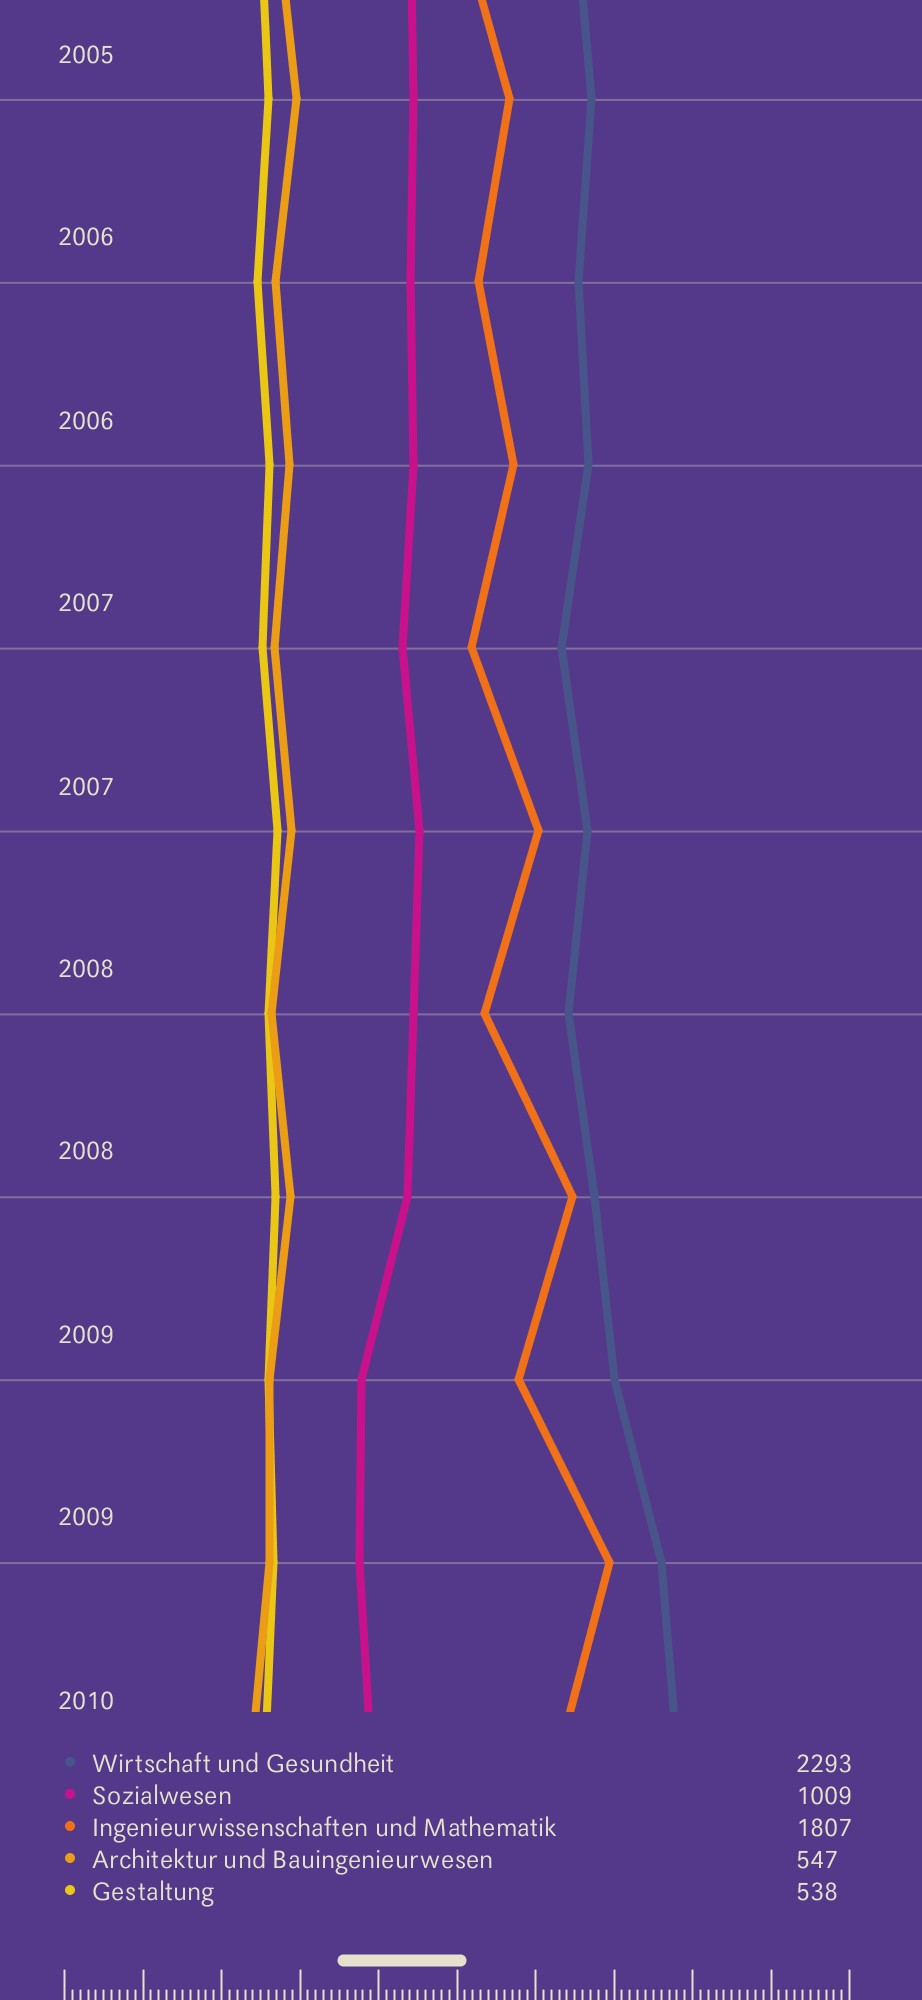 2005
2006
2006
2007
2007
2008
2008
2009
2009
2010
Wirtschaft und Gesundheit 2293
Sozialwesen 1009
Ingenieurwissenschaften und Mathematik 1807
Architektur und Bauingenieurwesen 547
Gestaltung 538